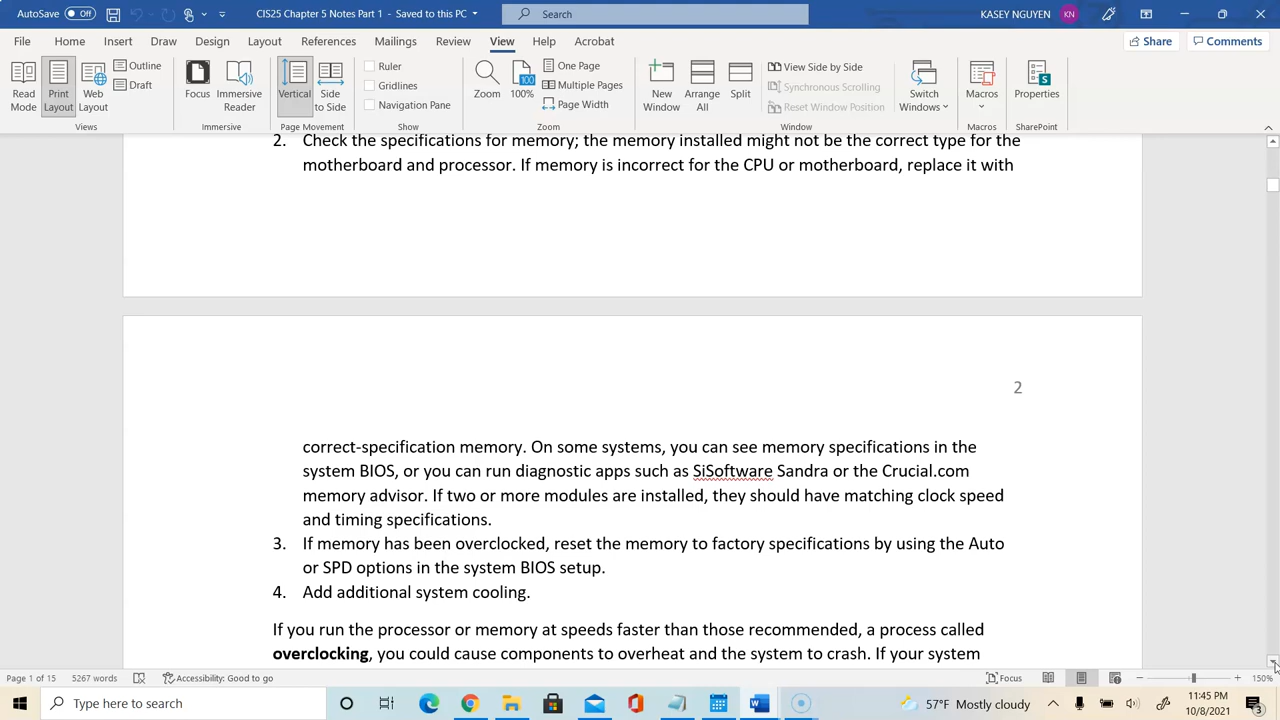 AutoSave Off CIS25 Chapter 5 Notes Part 1 - Saved to this PC Search KASEY NGUYEN KN
File Home Insert Draw Design Layout References Mailings Review View Help Acrobat Share Comments
Read Mode
Print Layout
Web Layout
Outline
Draft
Views
Focus
Immersive Reader
Immersive
Vertical
Side to Side
Page Movement
Ruler
Gridlines
Navigation Pane
Show
Zoom
100
100%
One Page
Multiple Pages
Page Width
Zoom
New Window
Arrange All
Split
View Side by Side
Synchronous Scrolling
Reset Window Position
Switch Windows
Window
Macros
Macros
Properties
SharePoint
2. Check the specifications for memory; the memory installed might not be the correct type for the
motherboard and processor. If memory is incorrect for the CPU or motherboard, replace it with
2
correct-specification memory. On some systems, you can see memory specifications in the
system BIOS, or you can run diagnostic apps such as SiSoftware Sandra or the Crucial.com
memory advisor. If two or more modules are installed, they should have matching clock speed
and timing specifications.
3. If memory has been overclocked, reset the memory to factory specifications by using the Auto
or SPD options in the system BIOS setup.
4. Add additional system cooling.
If you run the processor or memory at speeds faster than those recommended, a process called
overclocking, you could cause components to overheat and the system to crash. If your system
Page 1 of 15 5267 words Accessibility: Good to go Focus 150%
Type here to search 57°F Mostly cloudy 11:45 PM
10/8/2021
3